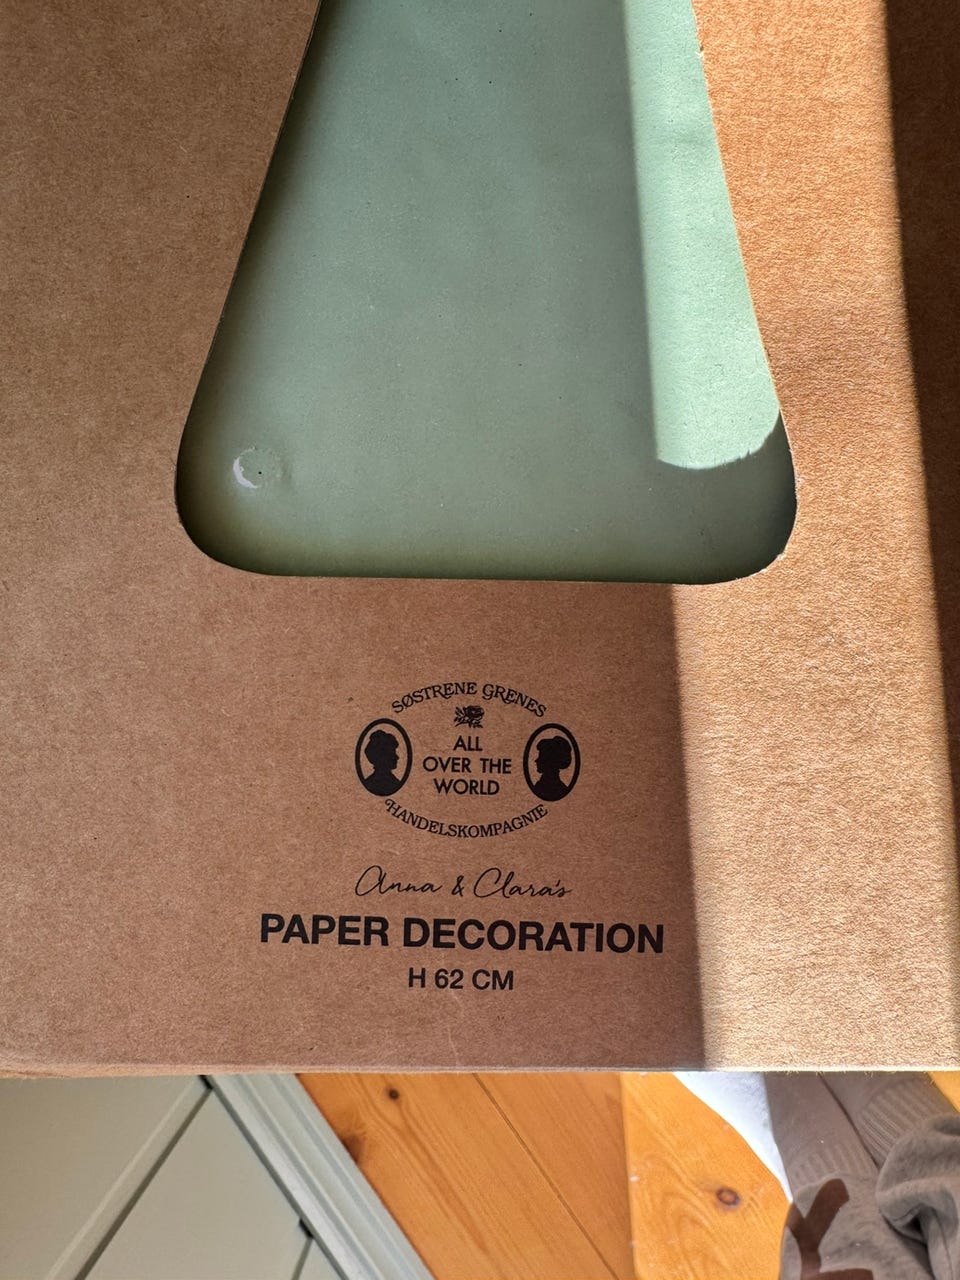 SØSTRENE GRENES
ALL
OVER THE
WORLD
HANDELSKOMPAGNIE
Anna & Clara's
PAPER DECORATION
H 62 CM